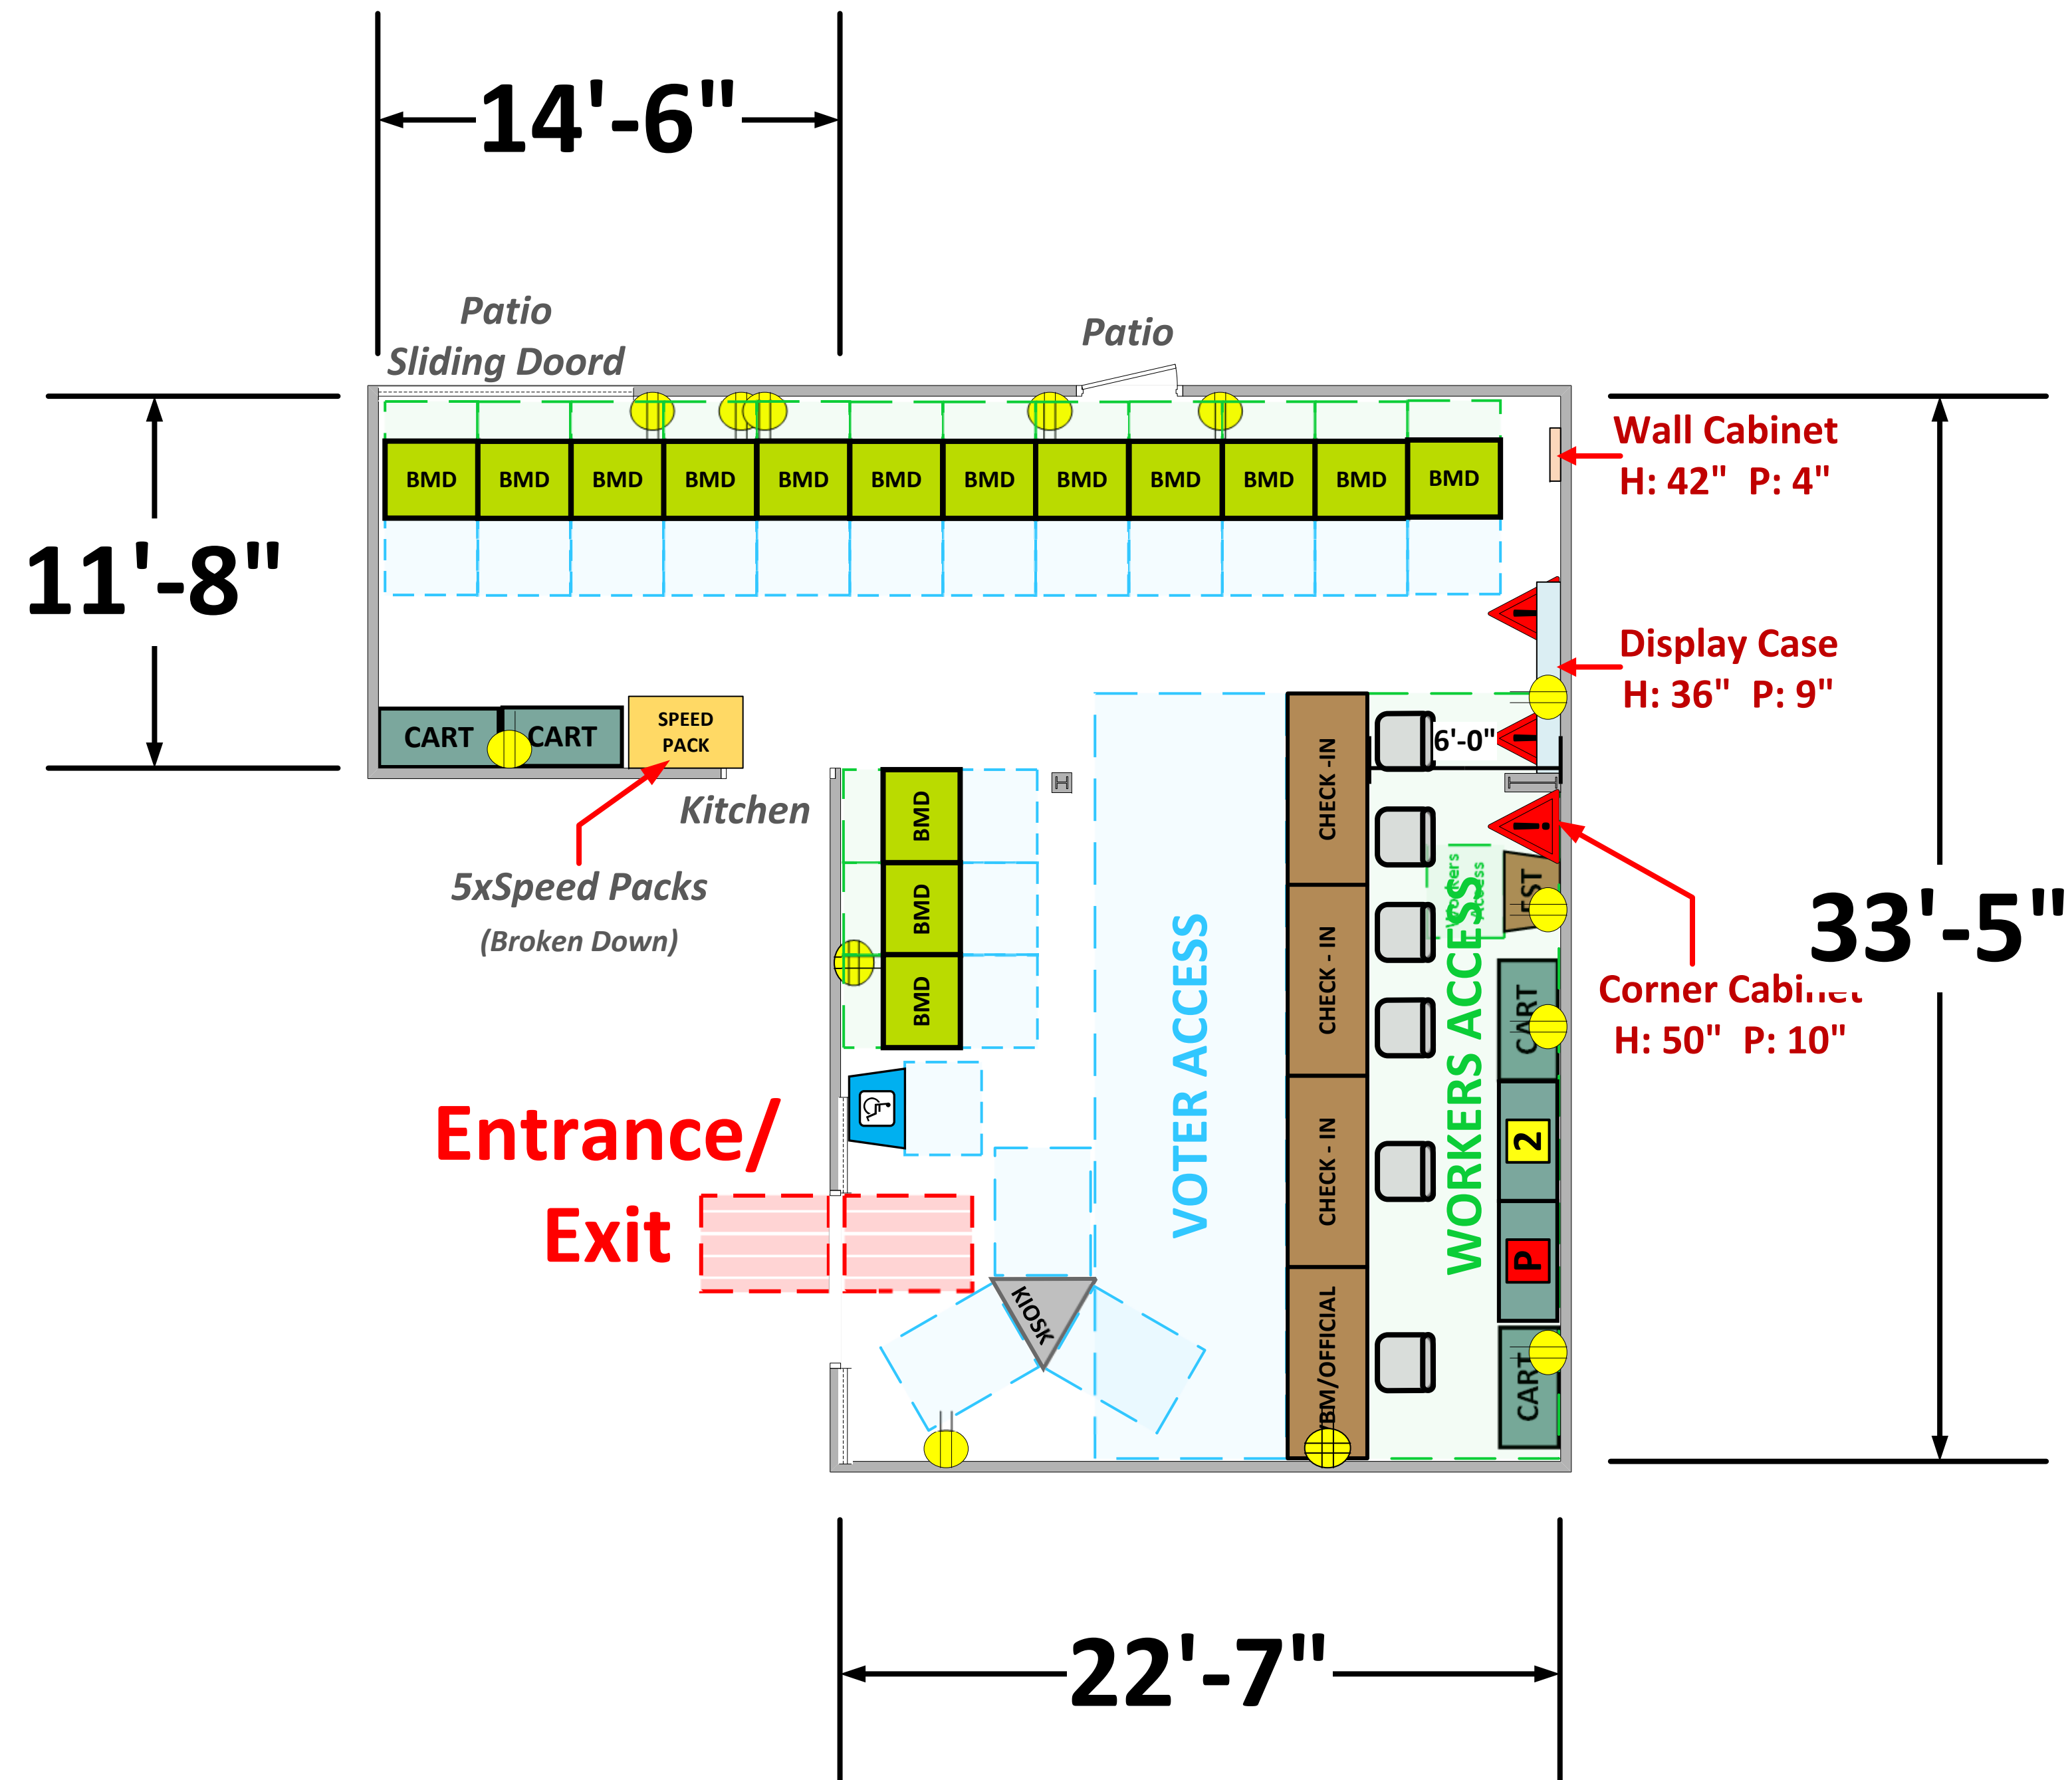 14'-6"
Patio
Sliding Doord
Patio
Wall Cabinet
H: 42" P: 4"
BMD BMD BMD BMD BMD BMD BMD BMD BMD BMD BMD BMD
11'-8"
Display Case
H: 36" P: 9"
CART CART
SPEED
PACK
6'-0"
Kitchen
5xSpeed Packs
(Broken Down)
BMD
BMD
BMD
CHECK -IN
CHECK - IN
CHECK - IN
VBM/OFFICIAL
VOTER ACCESS
WORKERS ACCESS
Workers
Access
33'-5"
Corner Cabinet
H: 50" P: 10"
CART
2
P
CART
Entrance/
Exit
KIOSK
22'-7"